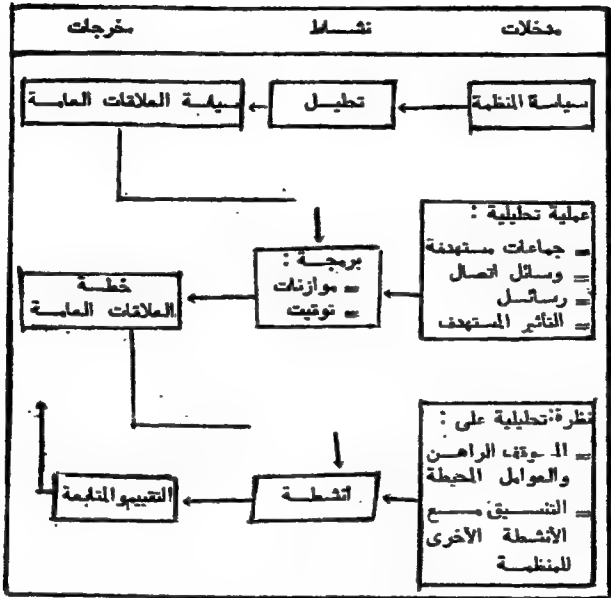 مدخلات
نشاط
مخرجات
سياسة المنظمة
تحليل
سياسة العلاقات العامة
عملية تحليلية :
= جماعات مستهدفة
= وسائل اتصال
= رسائل
= التأثير المستهدف
برمجة :
= موازنات
= توقيت
خطة
العلاقات العامة
نظرة تحليلية على :
= الموقف الراهن
والعوامل المحيطة
= التنسيق مع
الأنشطة الأخرى
للمنظمة
أنشطة
التقييم والمتابعة